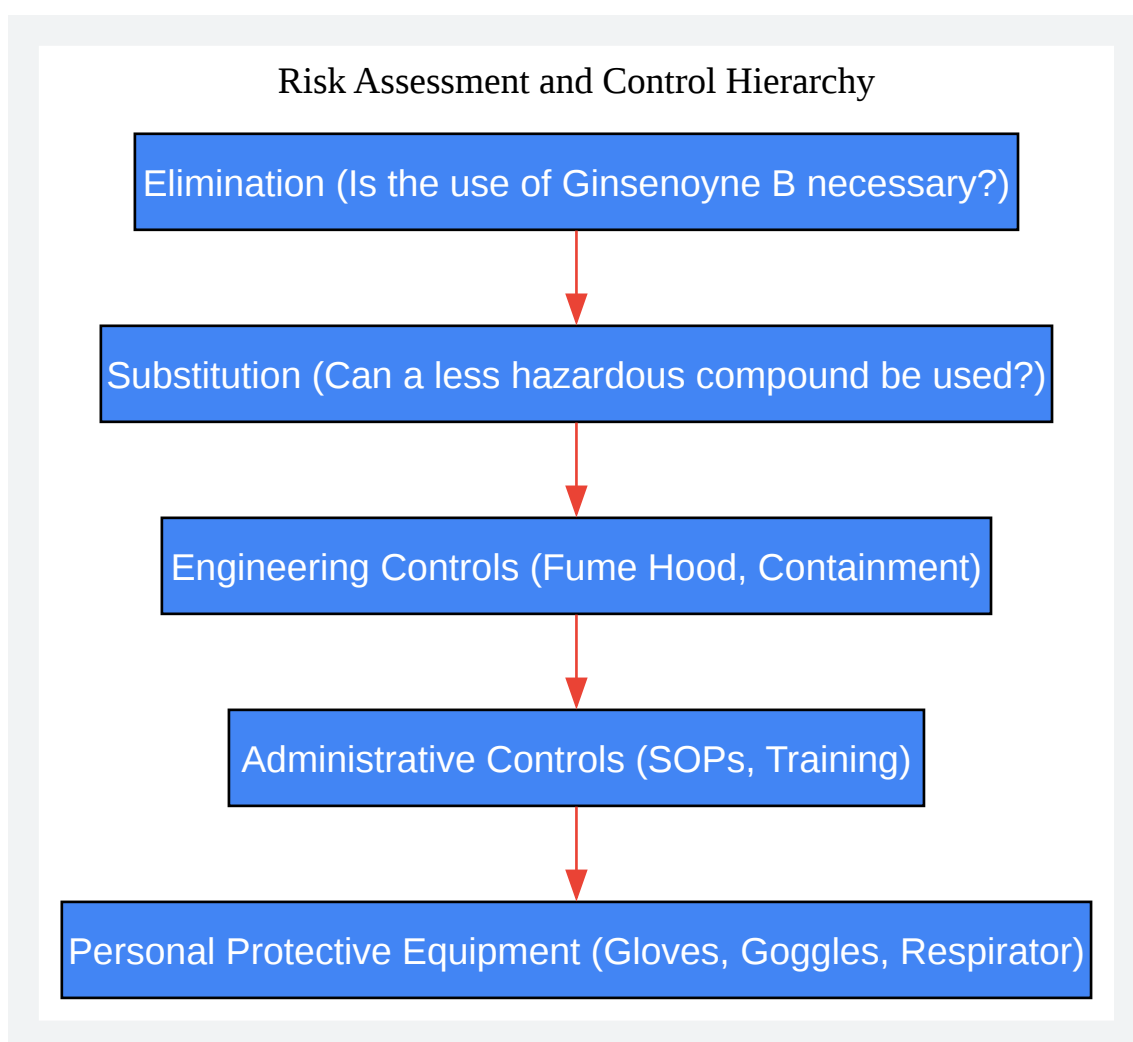 Risk Assessment and Control Hierarchy
Elimination (Is the use of Ginsenoyne B necessary?)
Substitution (Can a less hazardous compound be used?)
Engineering Controls (Fume Hood, Containment)
Administrative Controls (SOPs, Training)
Personal Protective Equipment (Gloves, Goggles, Respirator)